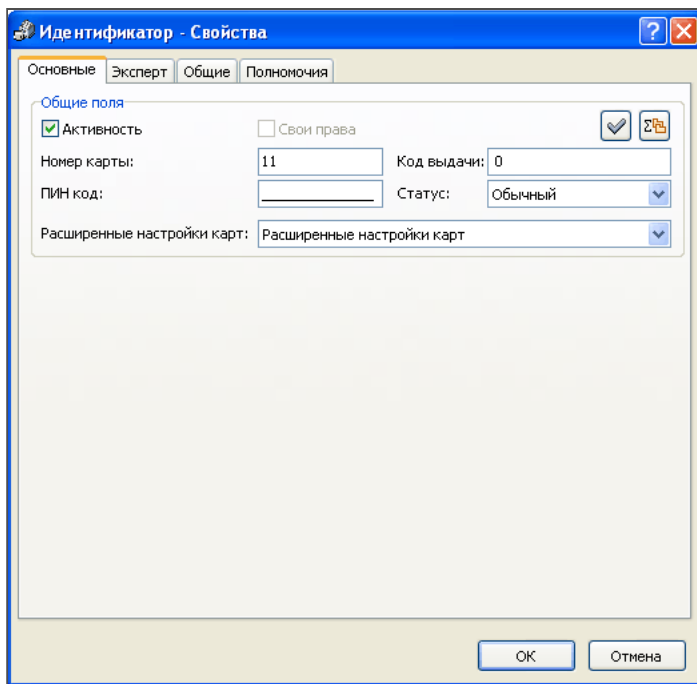 Идентификатор - Свойства
Основные Эксперт Общие Полномочия
Общие поля
Активность Свои права
Номер карты: 11 Код выдачи: 0
ПИН код: Статус: Обычный
Расширенные настройки карт: Расширенные настройки карт
OK Отмена